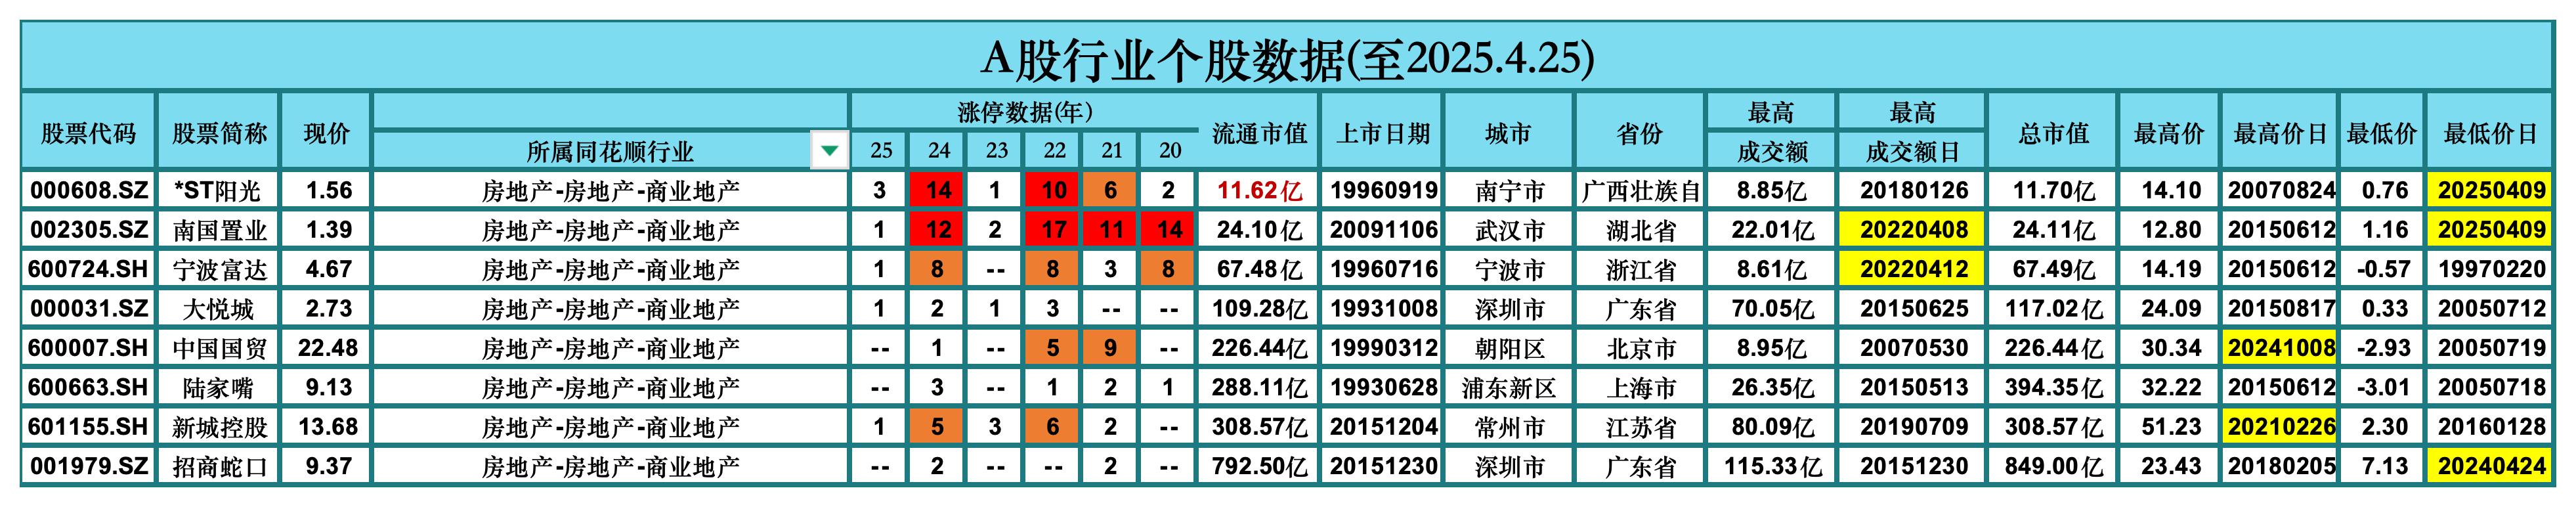 A股行业个股数据(至2025.4.25)
股票代码 股票简称 现价 所属同花顺行业 涨停数据(年) 流通市值 上市日期 城市 省份 最高 最高 总市值 最高价 最高价日 最低价 最低价日
25 24 23 22 21 20 成交额 成交额日
000608.SZ *ST阳光 1.56 房地产-房地产-商业地产 3 14 1 10 6 2 11.62亿 19960919 南宁市 广西壮族自 8.85亿 20180126 11.70亿 14.10 20070824 0.76 20250409
002305.SZ 南国置业 1.39 房地产-房地产-商业地产 1 12 2 17 11 14 24.10亿 20091106 武汉市 湖北省 22.01亿 20220408 24.11亿 12.80 20150612 1.16 20250409
600724.SH 宁波富达 4.67 房地产-房地产-商业地产 1 8 -- 8 3 8 67.48亿 19960716 宁波市 浙江省 8.61亿 20220412 67.49亿 14.19 20150612 -0.57 19970220
000031.SZ 大悦城 2.73 房地产-房地产-商业地产 1 2 1 3 -- -- 109.28亿 19931008 深圳市 广东省 70.05亿 20150625 117.02亿 24.09 20150817 0.33 20050712
600007.SH 中国国贸 22.48 房地产-房地产-商业地产 -- 1 -- 5 9 -- 226.44亿 19990312 朝阳区 北京市 8.95亿 20070530 226.44亿 30.34 20241008 -2.93 20050719
600663.SH 陆家嘴 9.13 房地产-房地产-商业地产 -- 3 -- 1 2 1 288.11亿 19930628 浦东新区 上海市 26.35亿 20150513 394.35亿 32.22 20150612 -3.01 20050718
601155.SH 新城控股 13.68 房地产-房地产-商业地产 1 5 3 6 2 -- 308.57亿 20151204 常州市 江苏省 80.09亿 20190709 308.57亿 51.23 20210226 2.30 20160128
001979.SZ 招商蛇口 9.37 房地产-房地产-商业地产 -- 2 -- -- 2 -- 792.50亿 20151230 深圳市 广东省 115.33亿 20151230 849.00亿 23.43 20180205 7.13 20240424